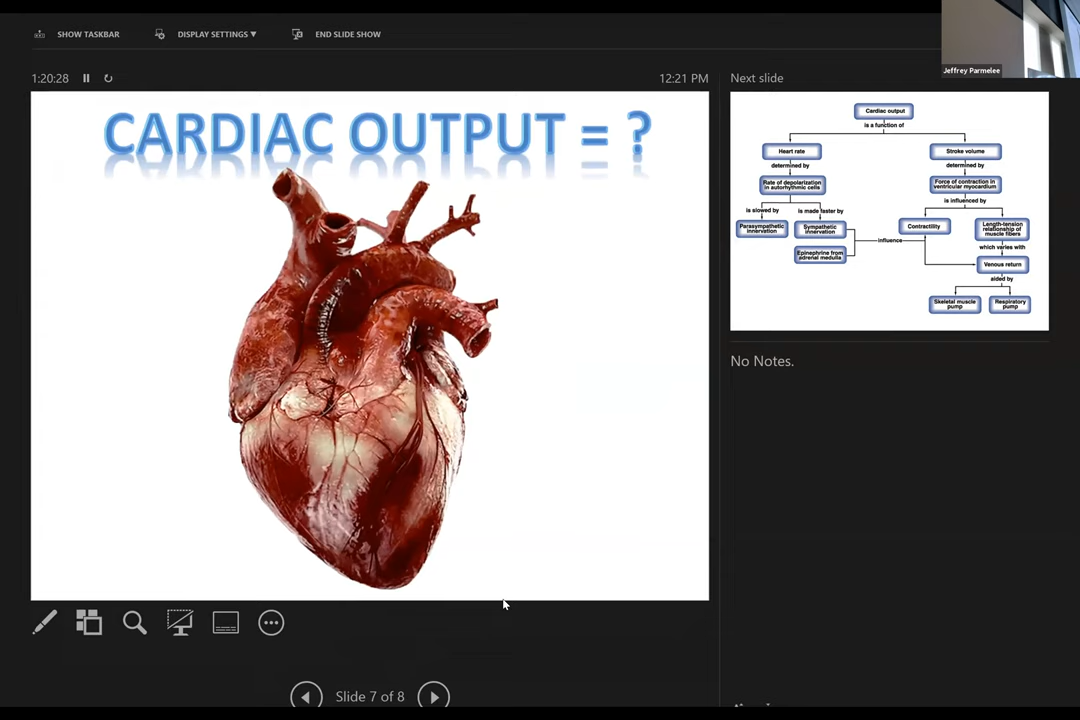 SHOW TASKBAR
DISPLAY SETTINGS ▼
END SLIDE SHOW
Jeffrey Parmelee
1:20:28
12:21 PM
Next slide
CARDIAC OUTPUT = ?
Cardiac output
is a function of
Heart rate
Stroke volume
determined by
determined by
Rate of depolarization
in autorhythmic cells
Force of contraction in
ventricular myocardium
is influenced by
is slowed by
is made faster by
Parasympathetic
innervation
Sympathetic
innervation
Contractility
Length-tension
relationship of
muscle fibers
influence
which varies with
Epinephrine from
adrenal medulla
Venous return
aided by
Skeletal muscle
pump
Respiratory
pump
No Notes.
Slide 7 of 8